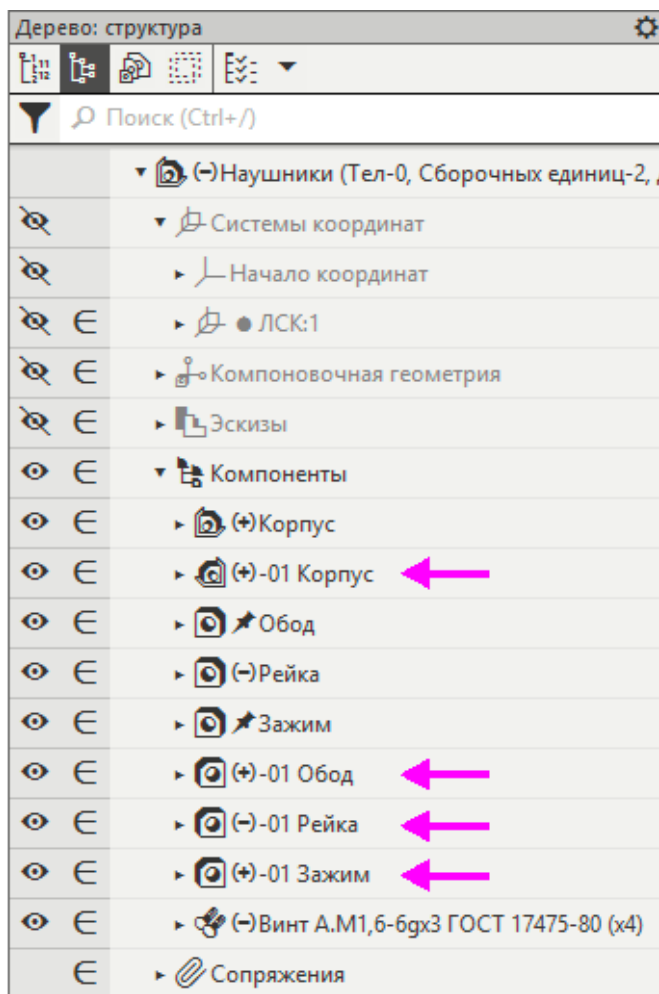 Дерево: структура
Поиск (Ctrl+/)
(-)Наушники (Тел-0, Сборочных единиц-2,
Системы координат
Начало координат
ЛСК:1
Компоновочная геометрия
Эскизы
Компоненты
(+)Корпус
(+)-01 Корпус
Обод
(-)Рейка
Зажим
(+)-01 Обод
(-)-01 Рейка
(+)-01 Зажим
(-)Винт А.М1,6-6gx3 ГОСТ 17475-80 (x4)
Сопряжения